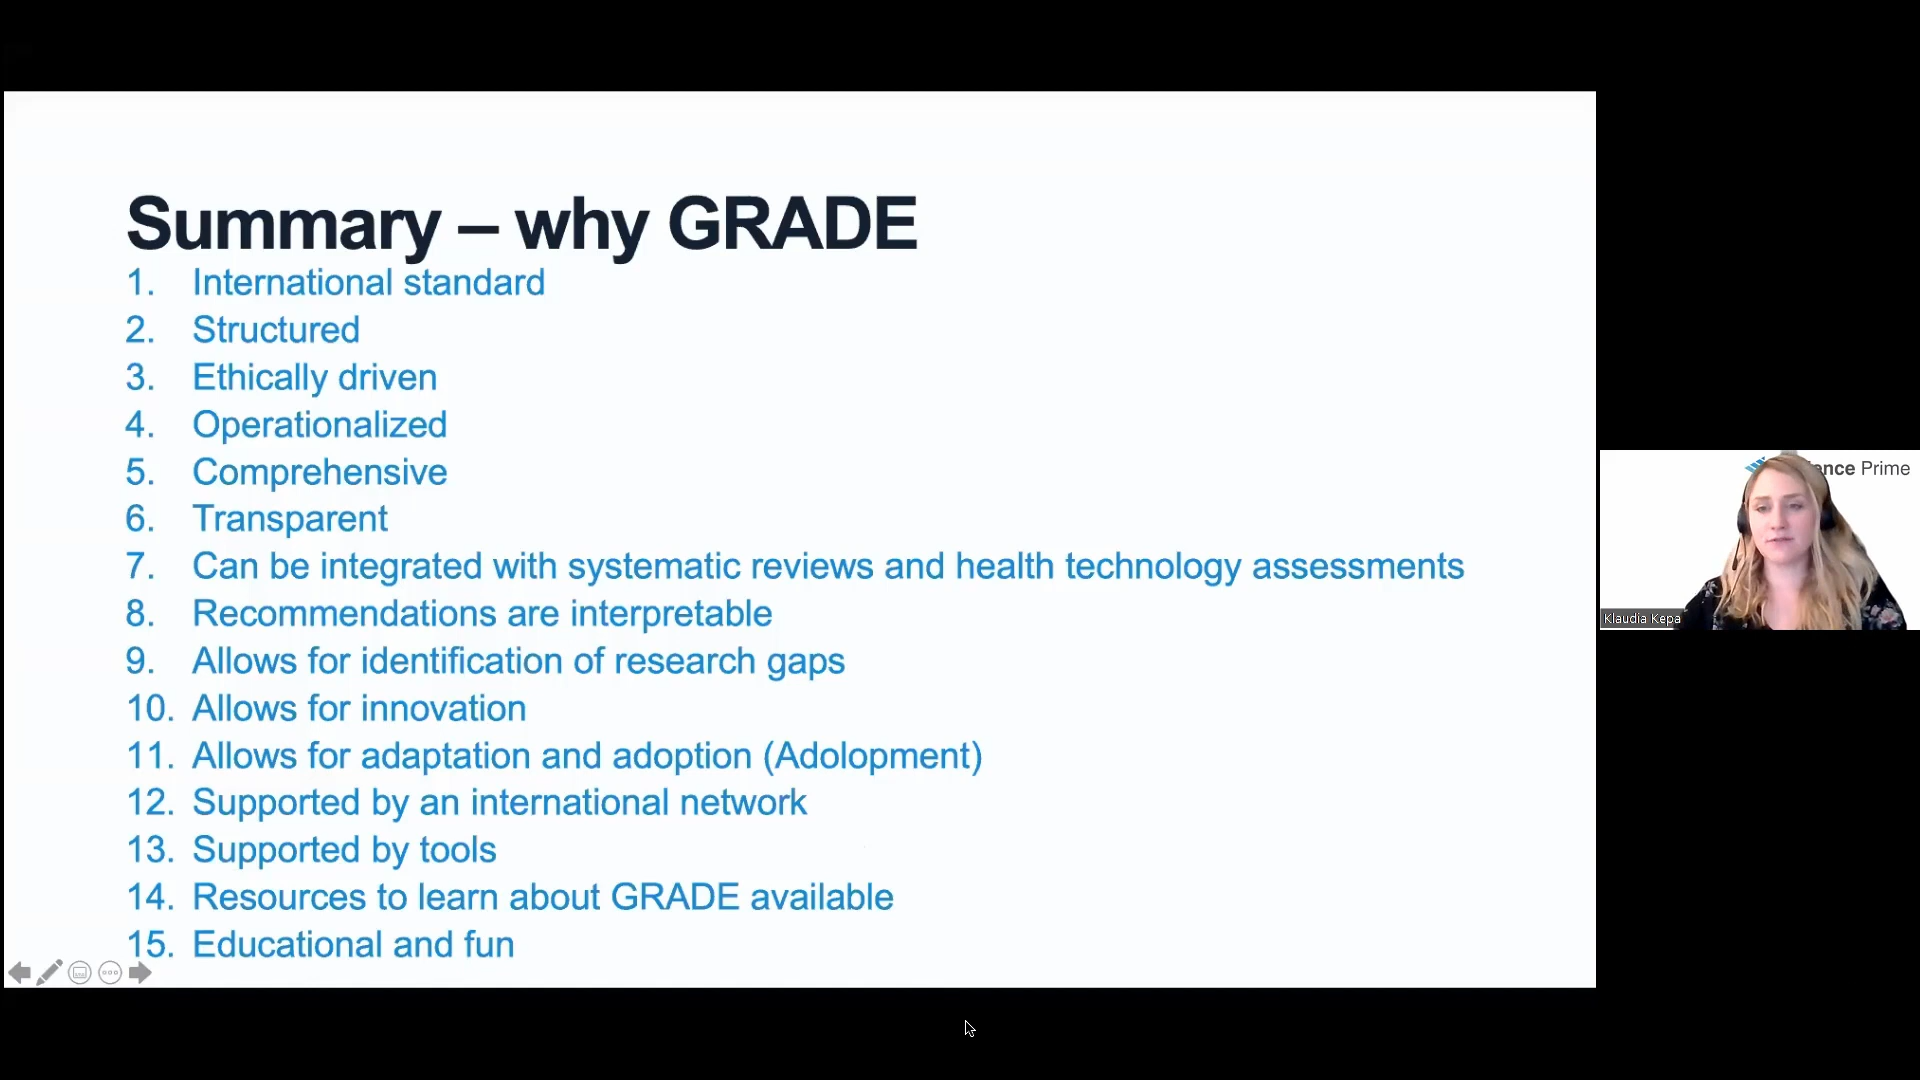 Summary – why GRADE
1. International standard
2. Structured
3. Ethically driven
4. Operationalized
5. Comprehensive
6. Transparent
7. Can be integrated with systematic reviews and health technology assessments
8. Recommendations are interpretable
9. Allows for identification of research gaps
10. Allows for innovation
11. Allows for adaptation and adoption (Adolopment)
12. Supported by an international network
13. Supported by tools
14. Resources to learn about GRADE available
15. Educational and fun
ence Prime
Klaudia Kepa